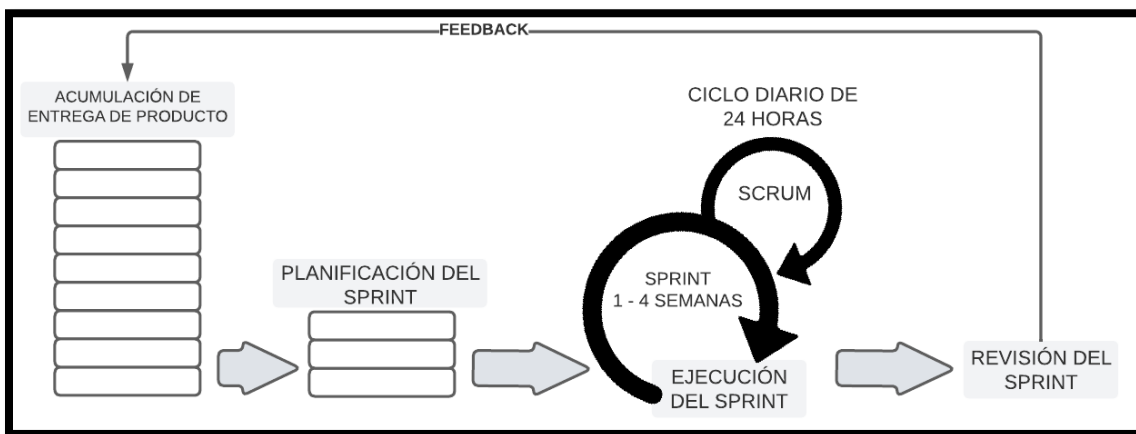 FEEDBACK
ACUMULACIÓN DE
ENTREGA DE PRODUCTO
PLANIFICACIÓN DEL
SPRINT
CICLO DIARIO DE
24 HORAS
SCRUM
SPRINT
1 - 4 SEMANAS
EJECUCIÓN
DEL SPRINT
REVISIÓN DEL
SPRINT